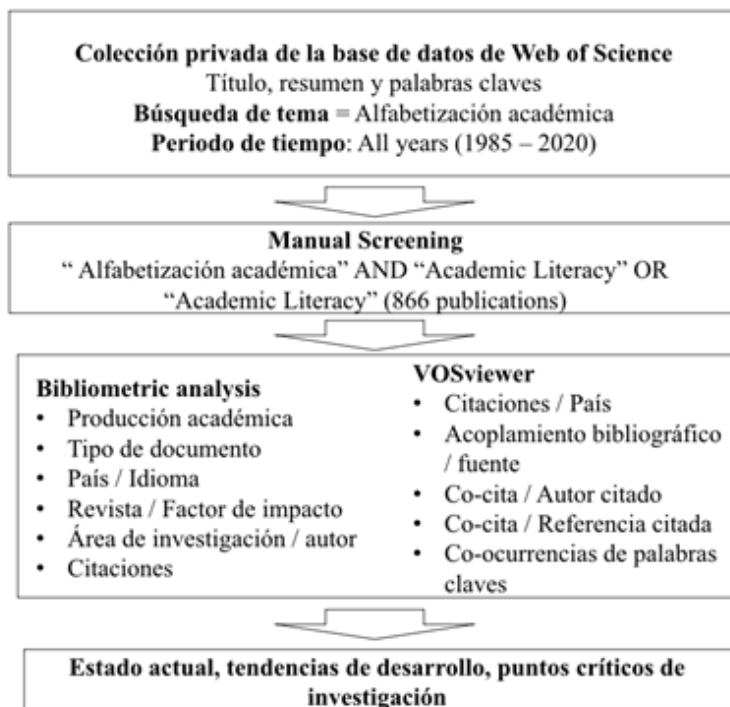 Colección privada de la base de datos de Web of Science
Título, resumen y palabras claves
Búsqueda de tema = Alfabetización académica
Periodo de tiempo: All years (1985 – 2020)
Manual Screening
“ Alfabetización académica” AND “Academic Literacy” OR
“Academic Literacy” (866 publications)
Bibliometric analysis
• Producción académica
• Tipo de documento
• País / Idioma
• Revista / Factor de impacto
• Área de investigación / autor
• Citaciones
VOSviewer
• Citaciones / País
• Acoplamiento bibliográfico
/ fuente
• Co-cita / Autor citado
• Co-cita / Referencia citada
• Co-ocurrencias de palabras
claves
Estado actual, tendencias de desarrollo, puntos críticos de
investigación